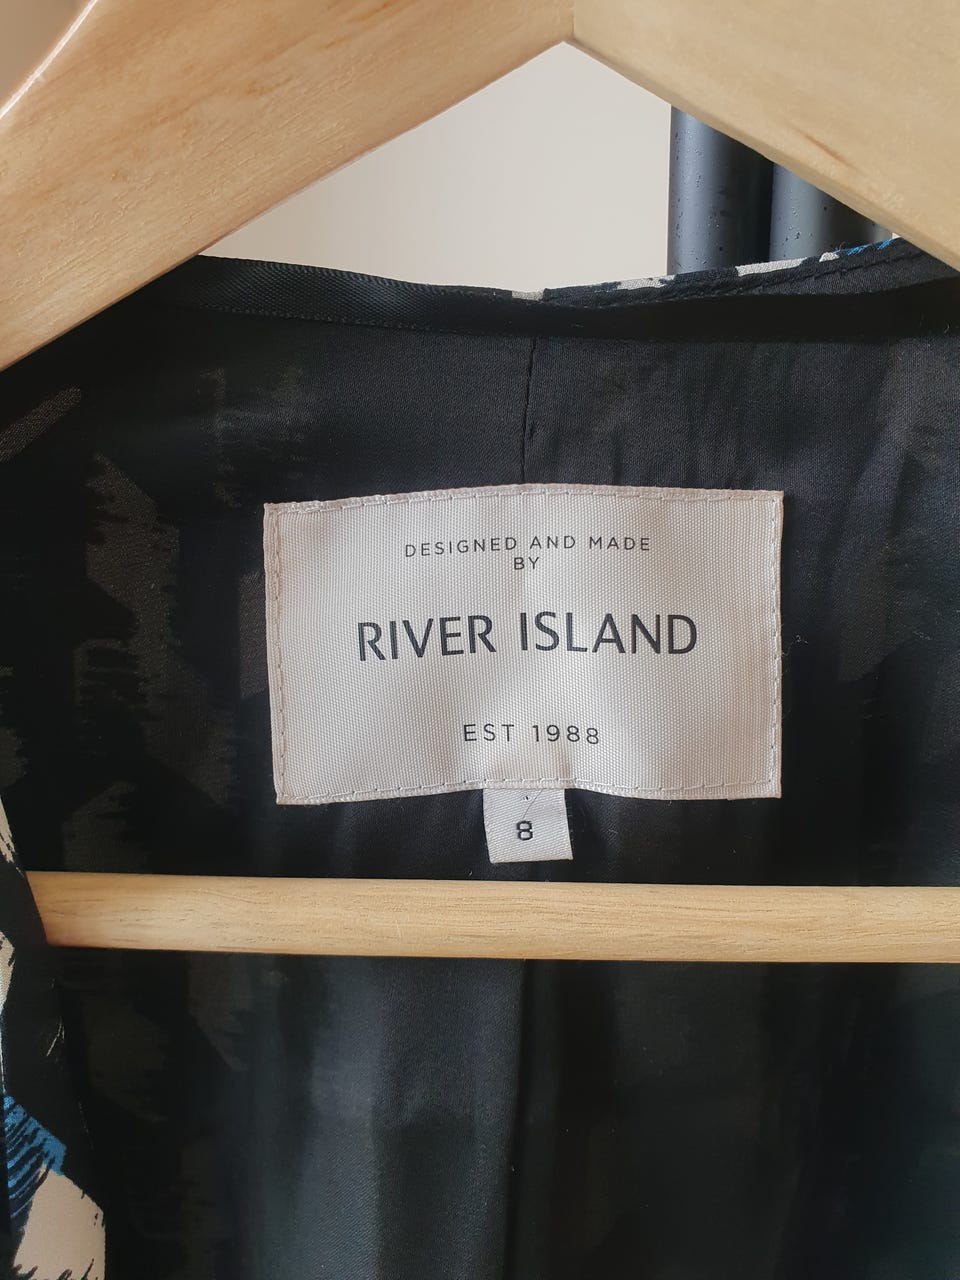 DESIGNED AND MADE
BY
RIVER ISLAND
EST 1988
8